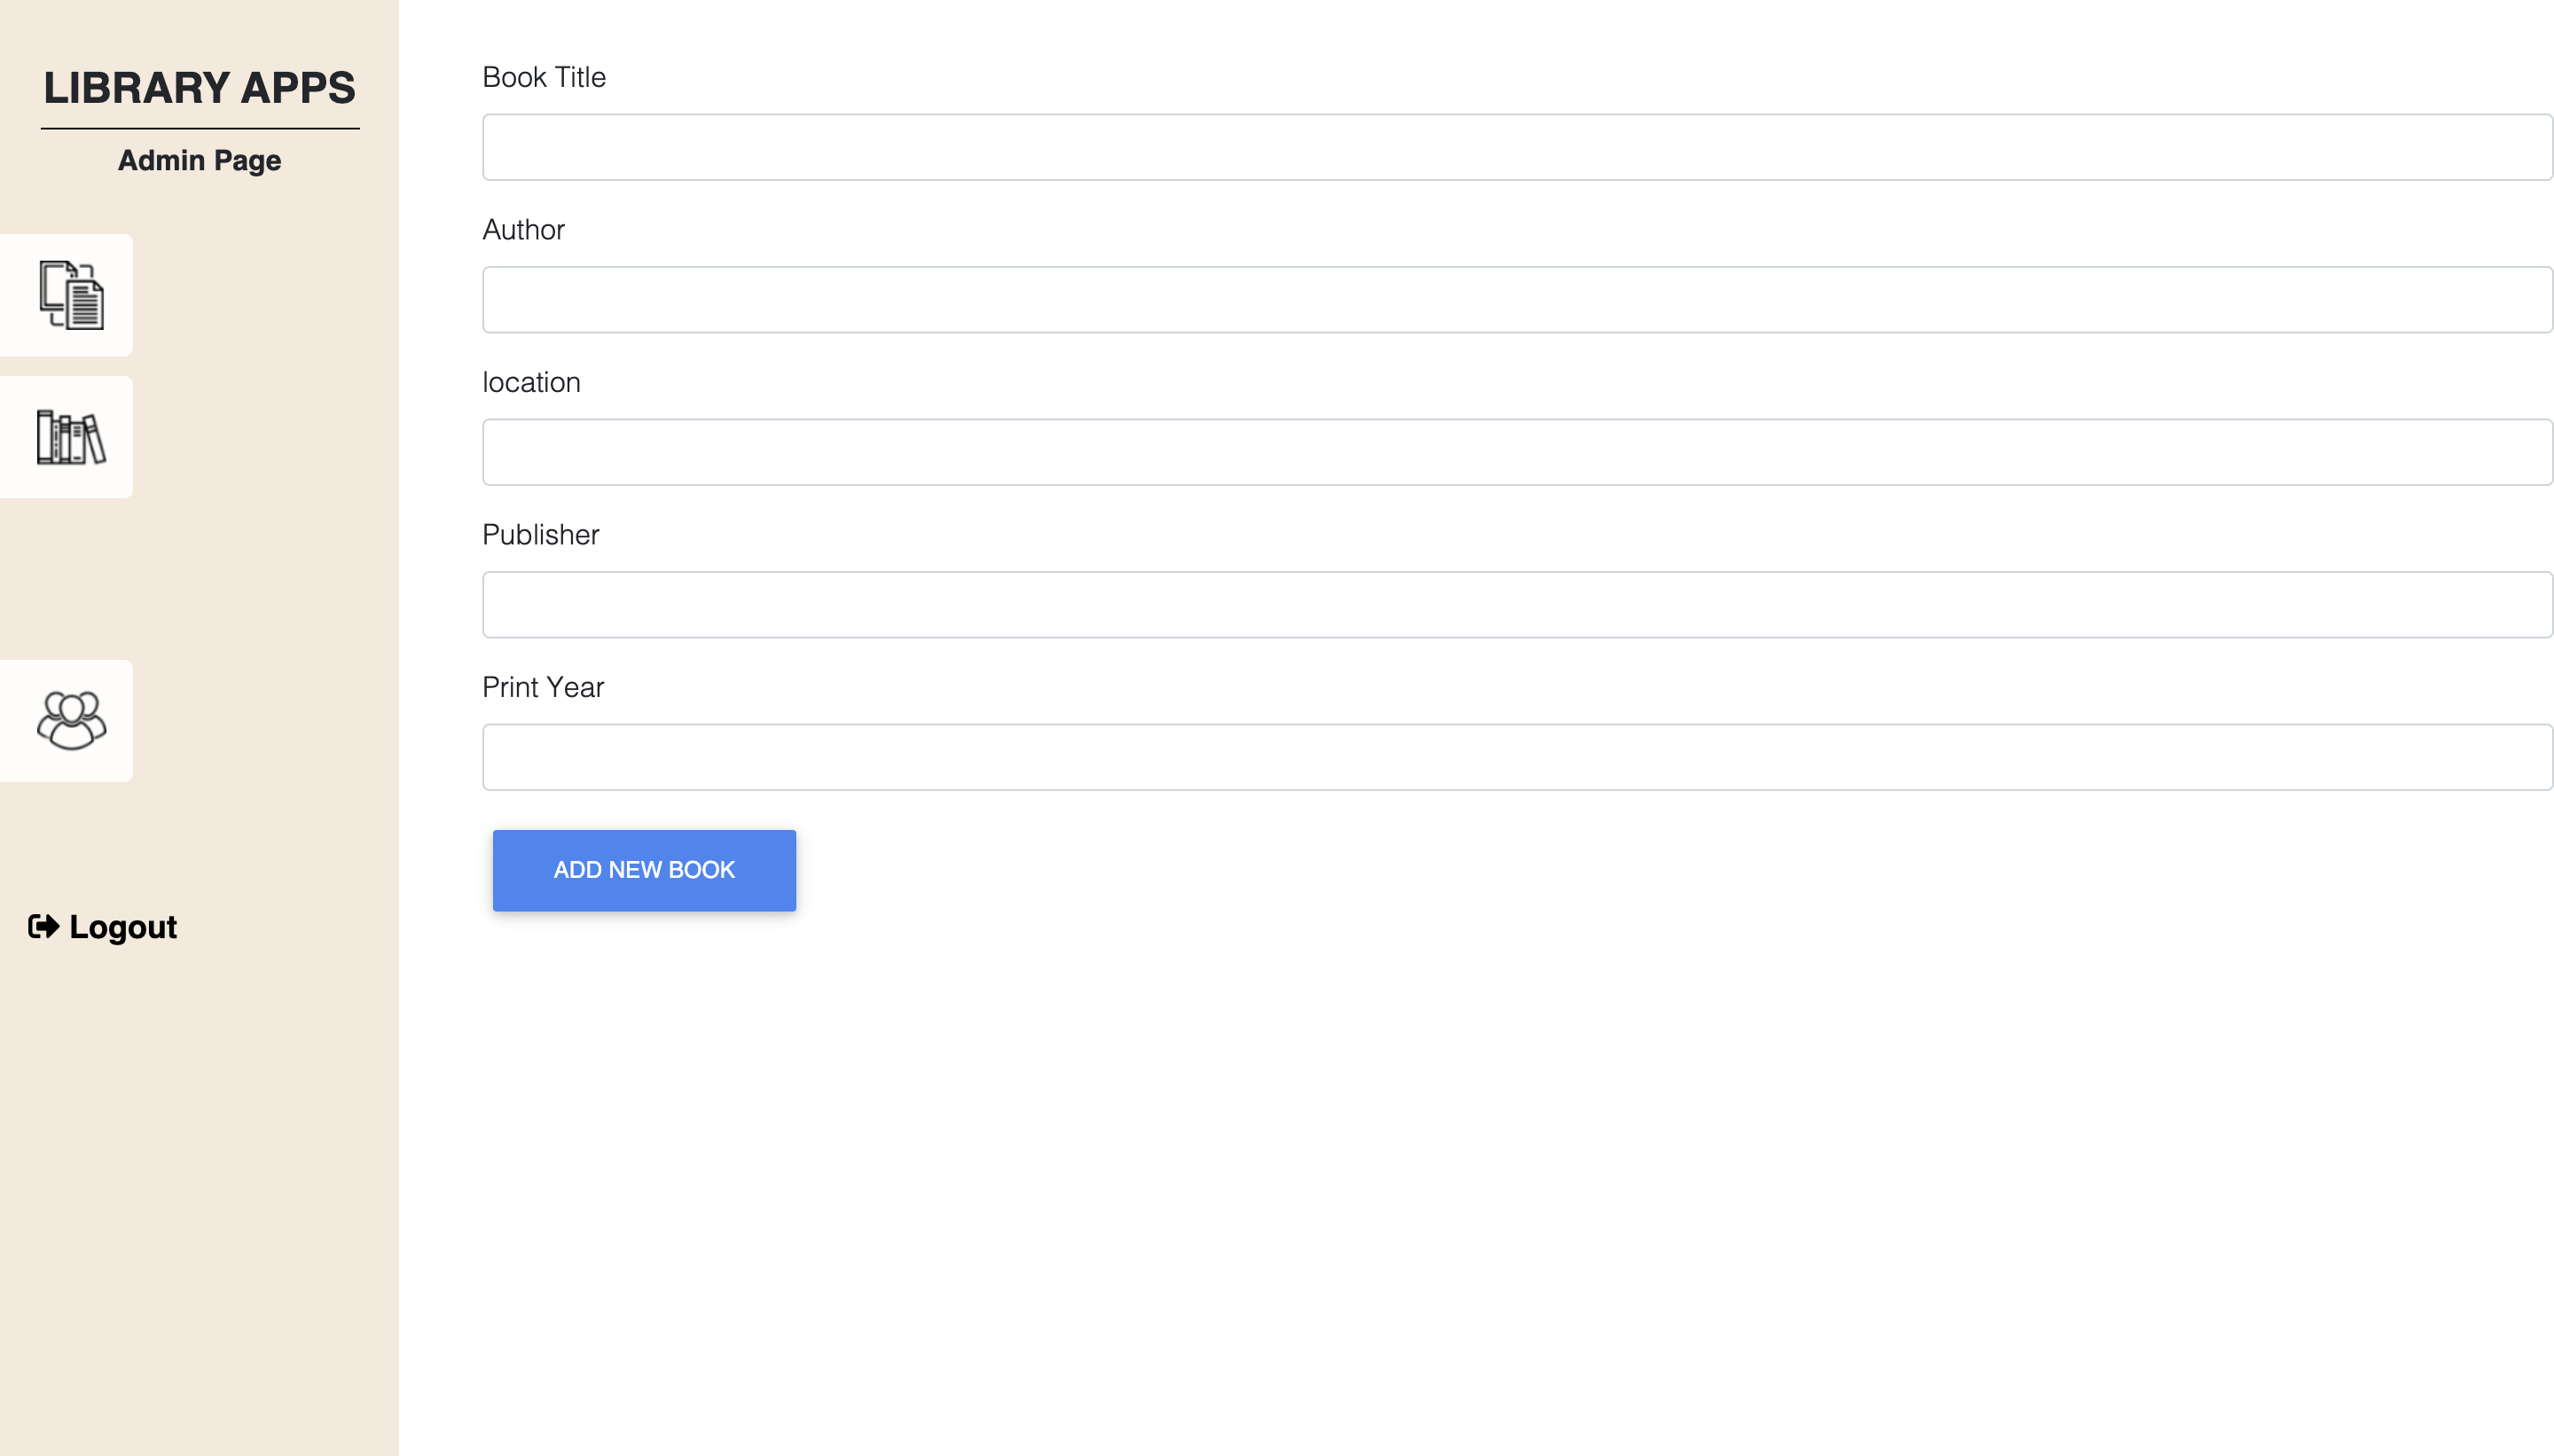 LIBRARY APPS
Admin Page
Logout
Book Title
Author
location
Publisher
Print Year
ADD NEW BOOK